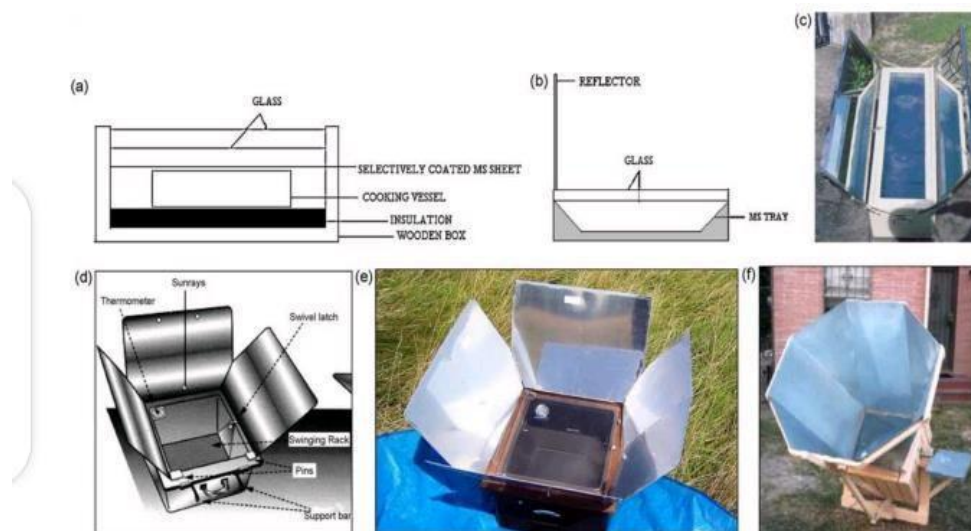 (a)
GLASS
SELECTIVELY COATED MS SHEET
COOKING VESSEL
INSULATION
WOODEN BOX
(b)
REFLECTOR
GLASS
MS TRAY
(c)
(d)
Sunrays
Thermometer
Swivel latch
Swinging Rack
Pins
Support bar
(e)
(f)